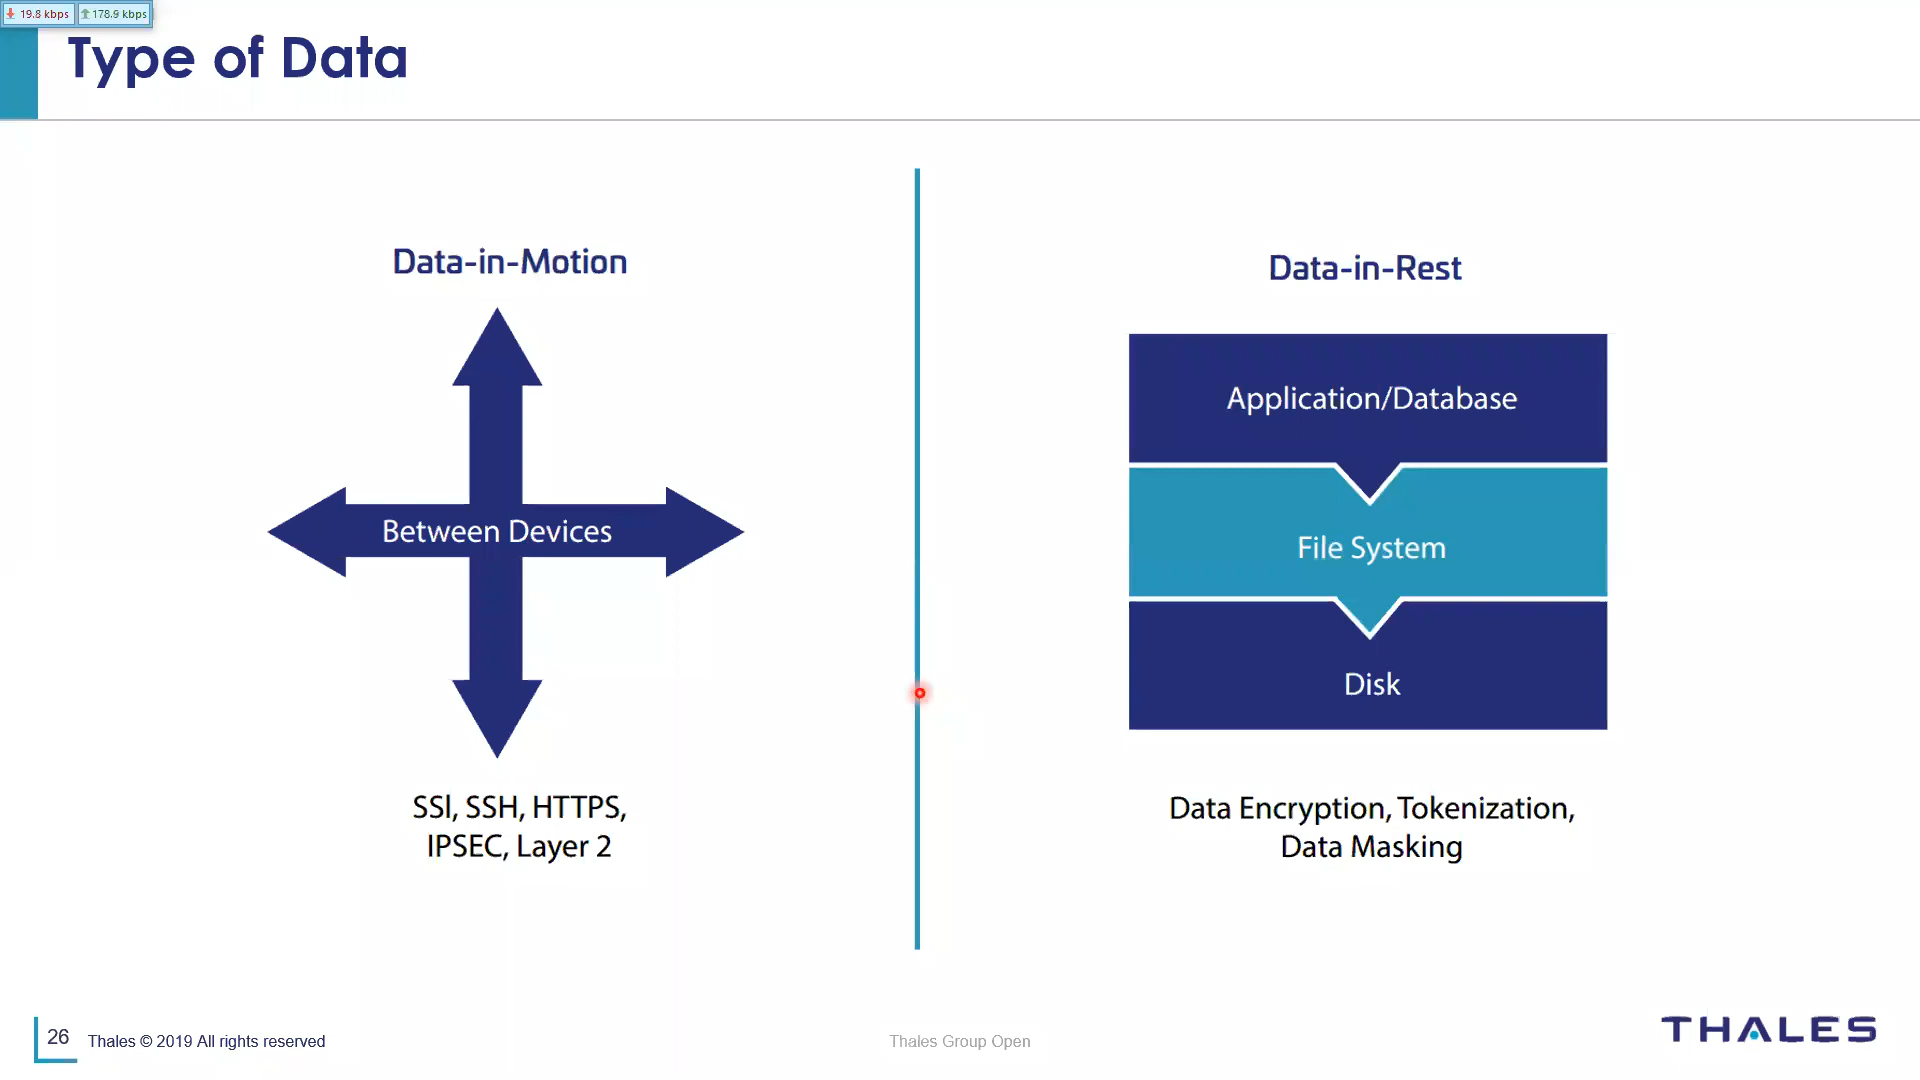 19.8 kbps 178.9 kbps
Type of Data
Data-in-Motion
Between Devices
SSl, SSH, HTTPS,
IPSEC, Layer 2
Data-in-Rest
Application/Database
File System
Disk
Data Encryption, Tokenization,
Data Masking
26 Thales © 2019 All rights reserved
Thales Group Open
THALES